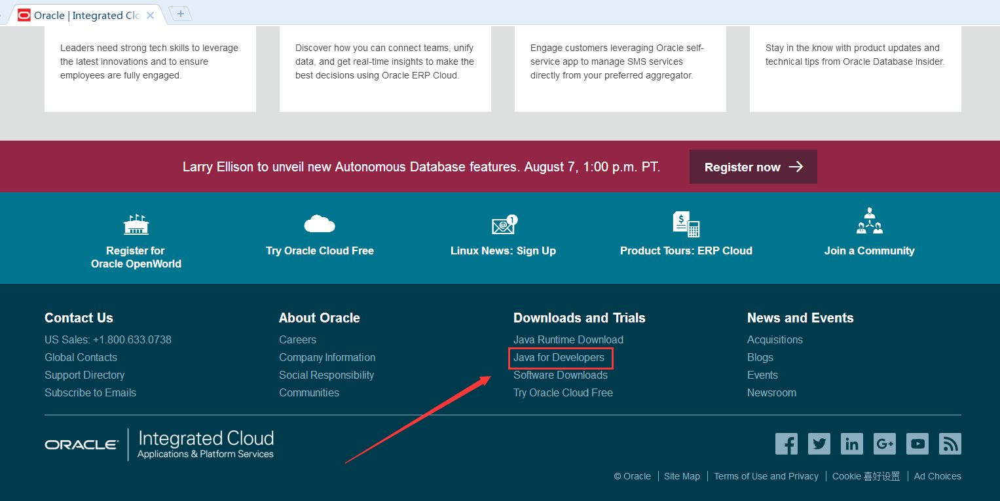 Oracle | Integrated Clo
Leaders need strong tech skills to leverage
the latest innovations and to ensure
employees are fully engaged.
Discover how you can connect teams, unify
data, and get real-time insights to make the
best decisions using Oracle ERP Cloud.
Engage customers leveraging Oracle self-
service app to manage SMS services
directly from your preferred aggregator.
Stay in the know with product updates and
technical tips from Oracle Database Insider.
Larry Ellison to unveil new Autonomous Database features. August 7, 1:00 p.m. PT.
Register now
Register for
Oracle OpenWorld
Try Oracle Cloud Free
@ 1
Linux News: Sign Up
$
Product Tours: ERP Cloud
Join a Community
Contact Us
US Sales: +1.800.633.0738
Global Contacts
Support Directory
Subscribe to Emails
About Oracle
Careers
Company Information
Social Responsibility
Communities
Downloads and Trials
Java Runtime Download
Java for Developers
Software Downloads
Try Oracle Cloud Free
News and Events
Acquisitions
Blogs
Events
Newsroom
ORACLE
Integrated Cloud
Applications & Platform Services
f in G+
© Oracle | Site Map | Terms of Use and Privacy | Cookie 喜好设置 | Ad Choices